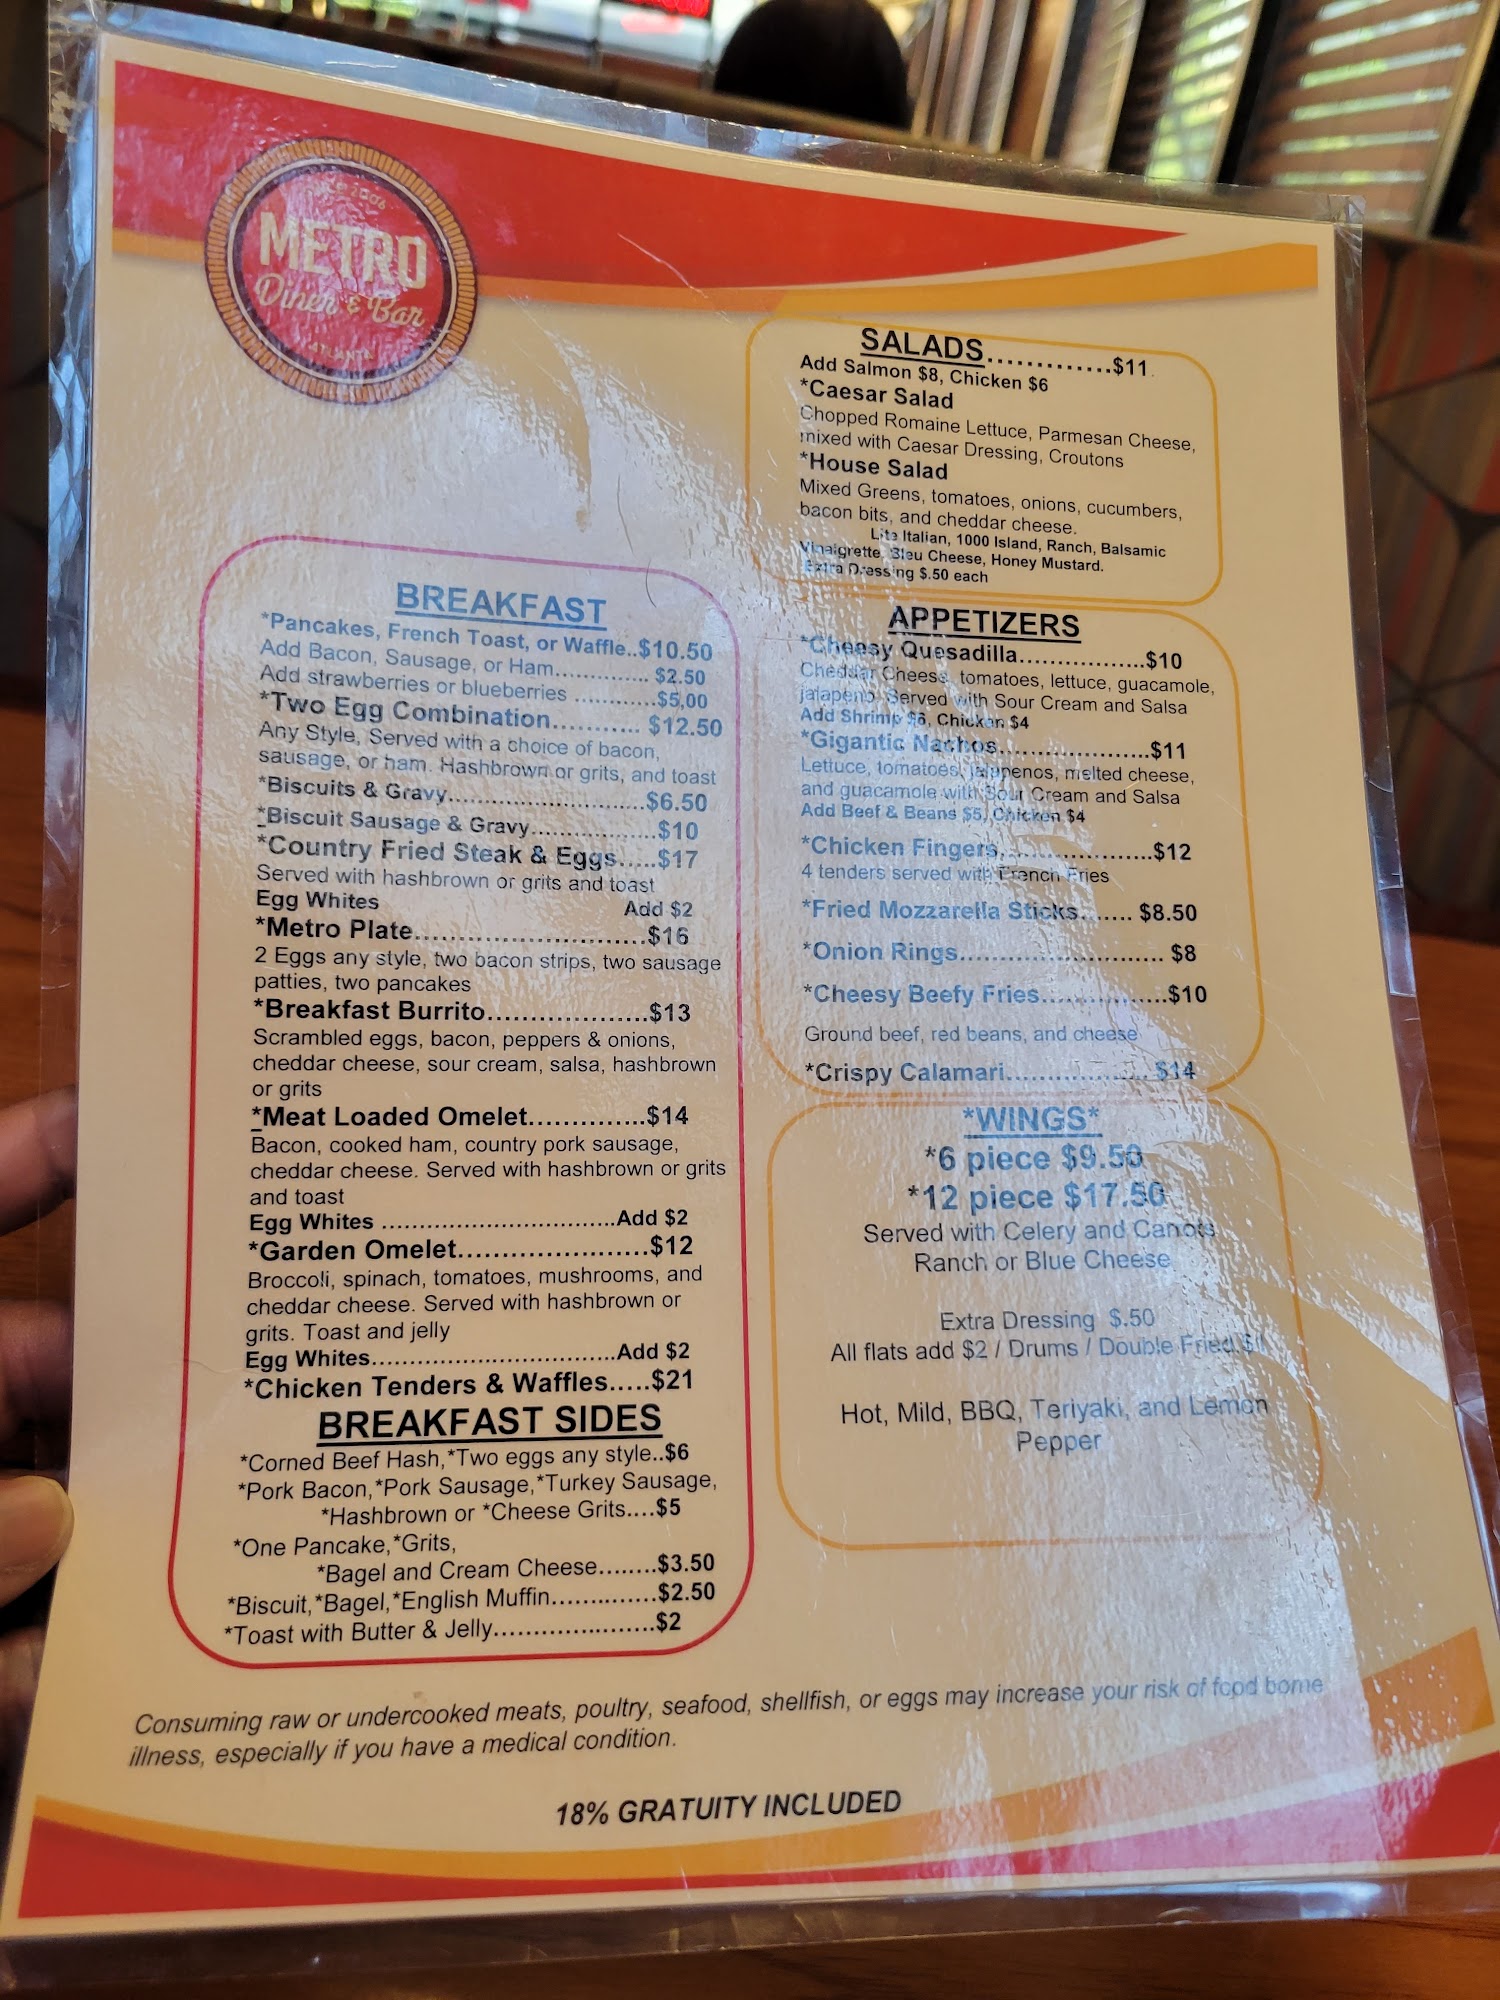 METRO
Diner & Bar
ATLANTA
BREAKFAST
*Pancakes, French Toast, or Waffle..$10.50
Add Bacon, Sausage, or Ham.............. $2.50
Add strawberries or blueberries ............$5,00
*Two Egg Combination........... $12.50
Any Style, Served with a choice of bacon,
sausage, or ham. Hashbrown or grits, and toast
*Biscuits & Gravy.............................$6.50
*Biscuit Sausage & Gravy..................$10
*Country Fried Steak & Eggs.....$17
Served with hashbrown or grits and toast
Egg Whites Add $2
*Metro Plate.............................$16
2 Eggs any style, two bacon strips, two sausage
patties, two pancakes
*Breakfast Burrito....................$13
Scrambled eggs, bacon, peppers & onions,
cheddar cheese, sour cream, salsa, hashbrown
or grits
*Meat Loaded Omelet..............$14
Bacon, cooked ham, country pork sausage,
cheddar cheese. Served with hashbrown or grits
and toast
Egg Whites ................................Add $2
*Garden Omelet.......................$12
Broccoli, spinach, tomatoes, mushrooms, and
cheddar cheese. Served with hashbrown or
grits. Toast and jelly
Egg Whites..................................Add $2
*Chicken Tenders & Waffles.....$21
BREAKFAST SIDES
*Corned Beef Hash,*Two eggs any style..$6
*Pork Bacon,*Pork Sausage,*Turkey Sausage,
*Hashbrown or *Cheese Grits....$5
*One Pancake,*Grits,
*Bagel and Cream Cheese........$3.50
*Biscuit,*Bagel,*English Muffin..............$2.50
*Toast with Butter & Jelly......................$2
SALADS.............$11
Add Salmon $8, Chicken $6
*Caesar Salad
Chopped Romaine Lettuce, Parmesan Cheese,
mixed with Caesar Dressing, Croutons
*House Salad
Mixed Greens, tomatoes, onions, cucumbers,
bacon bits, and cheddar cheese.
Lite Italian, 1000 Island, Ranch, Balsamic
Vinaigrette, Bleu Cheese, Honey Mustard.
Extra Dressing $.50 each
APPETIZERS
*Cheesy Quesadilla.................$10
Cheddar Cheese, tomatoes, lettuce, guacamole,
jalapeno. Served with Sour Cream and Salsa
Add Shrimp $6, Chicken $4
*Gigantic Nachos....................$11
Lettuce, tomatoes, jalapenos, melted cheese,
and guacamole with Sour Cream and Salsa
Add Beef & Beans $5, Chicken $4
*Chicken Fingers....................$12
4 tenders served with French Fries
*Fried Mozzarella Sticks....... $8.50
*Onion Rings.......................... $8
*Cheesy Beefy Fries................$10
Ground beef, red beans, and cheese
*Crispy Calamari.................. $14
*WINGS*
*6 piece $9.50
*12 piece $17.50
Served with Celery and Carrots
Ranch or Blue Cheese
Extra Dressing $.50
All flats add $2 / Drums / Double Fried $1
Hot, Mild, BBQ, Teriyaki, and Lemon
Pepper
Consuming raw or undercooked meats, poultry, seafood, shellfish, or eggs may increase your risk of food borne
illness, especially if you have a medical condition.
18% GRATUITY INCLUDED